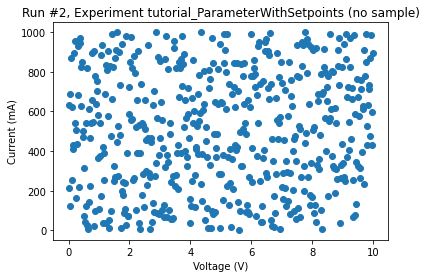 Run #2, Experiment tutorial_ParameterWithSetpoints (no sample)
1000
800
600
400
200
0
Current (mA)
0 2 4 6 8 10
Voltage (V)